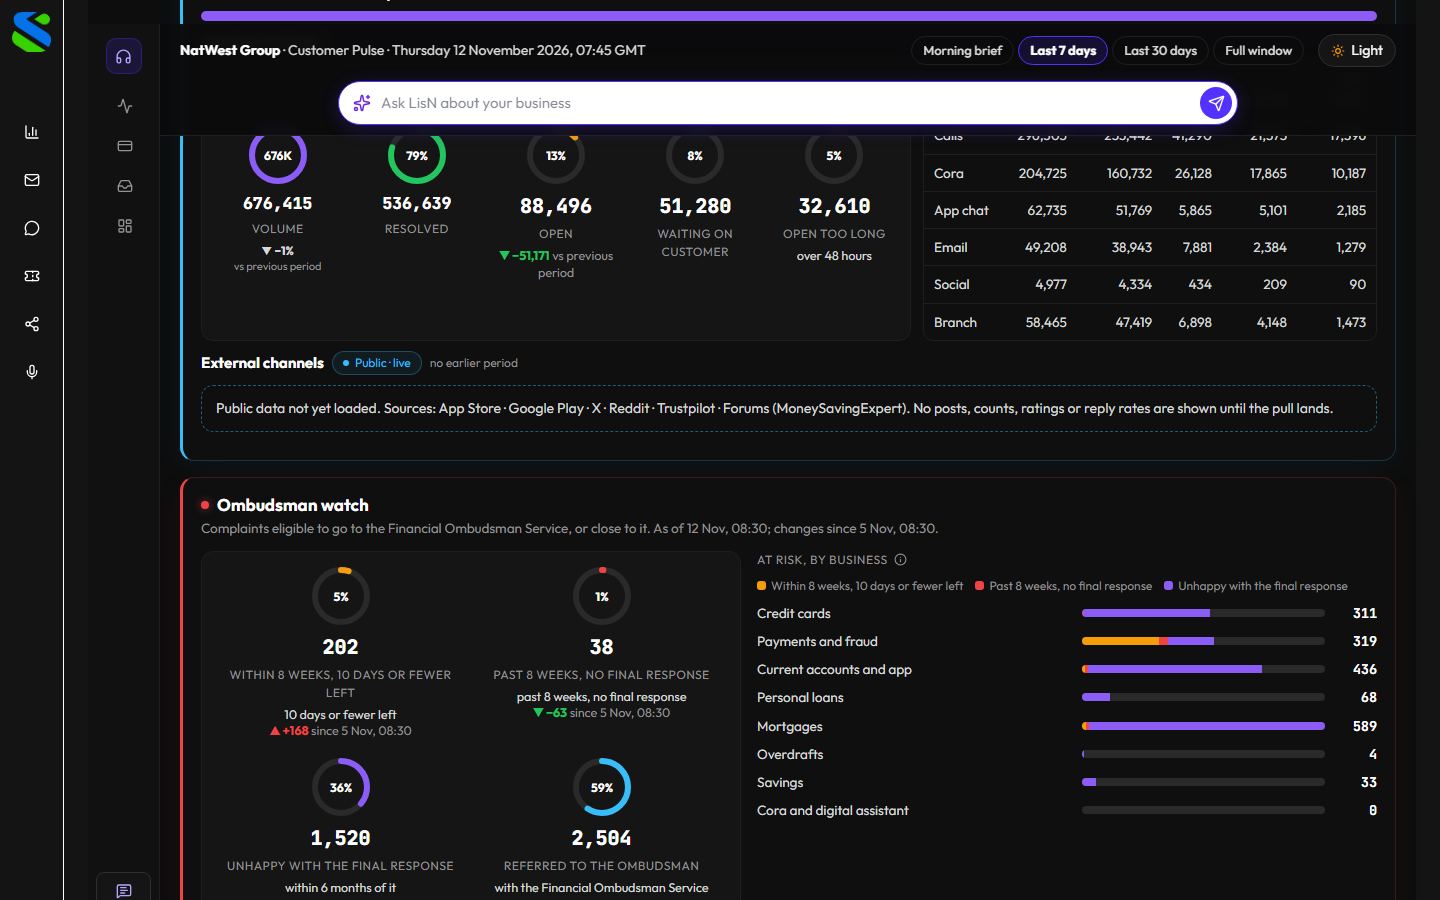 NatWest Group · Customer Pulse · Thursday 12 November 2026, 07:45 GMT
Morning brief
Last 7 days
Last 30 days
Full window
Light
Ask LisN about your business
676K
676,415
VOLUME
▼ −1%
vs previous period
79%
536,639
RESOLVED
13%
88,496
OPEN
▼ −51,171 vs previous
period
8%
51,280
WAITING ON
CUSTOMER
5%
32,610
OPEN TOO LONG
over 48 hours
Calls
Cora 204,725 160,732 26,128 17,865 10,187
App chat 62,735 51,769 5,865 5,101 2,185
Email 49,208 38,943 7,881 2,384 1,279
Social 4,977 4,334 434 209 90
Branch 58,465 47,419 6,898 4,148 1,473
External channels
Public · live
no earlier period
Public data not yet loaded. Sources: App Store · Google Play · X · Reddit · Trustpilot · Forums (MoneySavingExpert). No posts, counts, ratings or reply rates are shown until the pull lands.
Ombudsman watch
Complaints eligible to go to the Financial Ombudsman Service, or close to it. As of 12 Nov, 08:30; changes since 5 Nov, 08:30.
5%
202
WITHIN 8 WEEKS, 10 DAYS OR FEWER
LEFT
10 days or fewer left
▲ +168 since 5 Nov, 08:30
1%
38
PAST 8 WEEKS, NO FINAL RESPONSE
past 8 weeks, no final response
▼ −63 since 5 Nov, 08:30
36%
1,520
UNHAPPY WITH THE FINAL RESPONSE
within 6 months of it
59%
2,504
REFERRED TO THE OMBUDSMAN
with the Financial Ombudsman Service
AT RISK, BY BUSINESS
Within 8 weeks, 10 days or fewer left
Past 8 weeks, no final response
Unhappy with the final response
Credit cards 311
Payments and fraud 319
Current accounts and app 436
Personal loans 68
Mortgages 589
Overdrafts 4
Savings 33
Cora and digital assistant 0